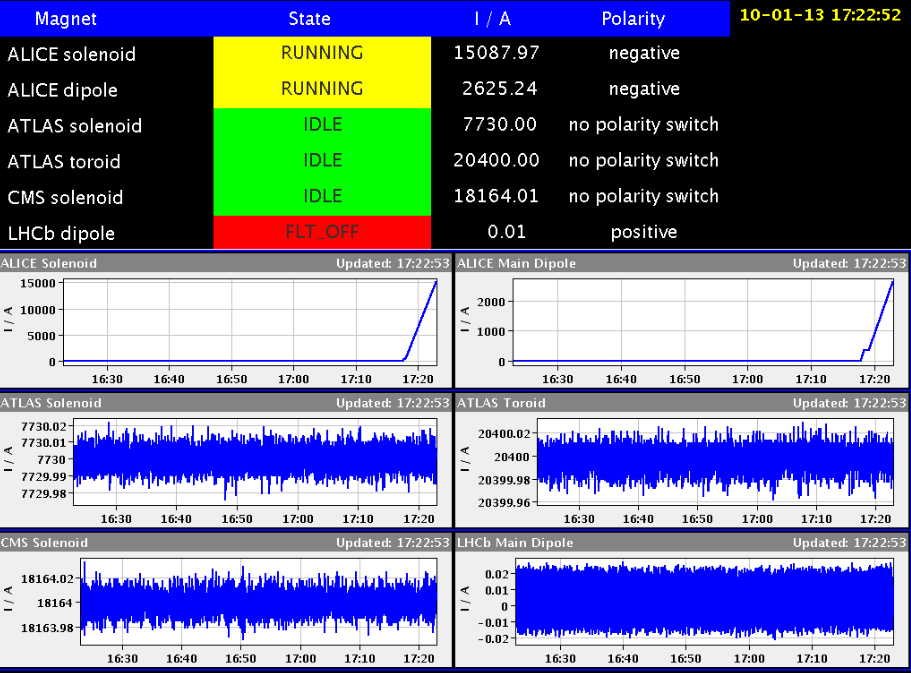 Magnet State I / A Polarity 10-01-13 17:22:52
ALICE solenoid RUNNING 15087.97 negative
ALICE dipole RUNNING 2625.24 negative
ATLAS solenoid IDLE 7730.00 no polarity switch
ATLAS toroid IDLE 20400.00 no polarity switch
CMS solenoid IDLE 18164.01 no polarity switch
LHCb dipole FLT_OFF 0.01 positive
ALICE Solenoid Updated: 17:22:53
I / A
15000
10000
5000
0
16:30 16:40 16:50 17:00 17:10 17:20
ALICE Main Dipole Updated: 17:22:53
I / A
2000
1000
0
16:30 16:40 16:50 17:00 17:10 17:20
ATLAS Solenoid Updated: 17:22:53
I / A
7730.02
7730.01
7730
7729.99
7729.98
16:30 16:40 16:50 17:00 17:10 17:20
ATLAS Toroid Updated: 17:22:53
I / A
20400.02
20400
20399.98
20399.96
16:30 16:40 16:50 17:00 17:10 17:20
CMS Solenoid Updated: 17:22:53
I / A
18164.02
18164
18163.98
16:30 16:40 16:50 17:00 17:10 17:20
LHCb Main Dipole Updated: 17:22:53
I / A
0.02
0.01
0
-0.01
-0.02
16:30 16:40 16:50 17:00 17:10 17:20